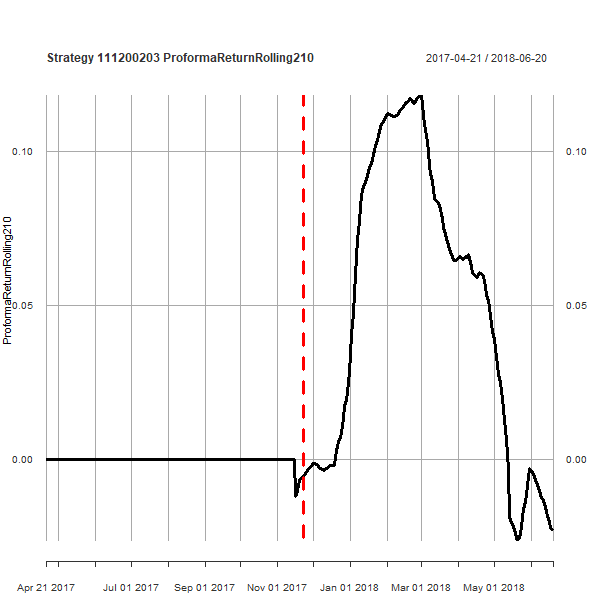 Strategy 111200203 ProformaReturnRolling210
2017-04-21 / 2018-06-20
ProformaReturnRolling210
0.10
0.05
0.00
0.10
0.05
0.00
Apr 21 2017
Jul 01 2017
Sep 01 2017
Nov 01 2017
Jan 01 2018
Mar 01 2018
May 01 2018